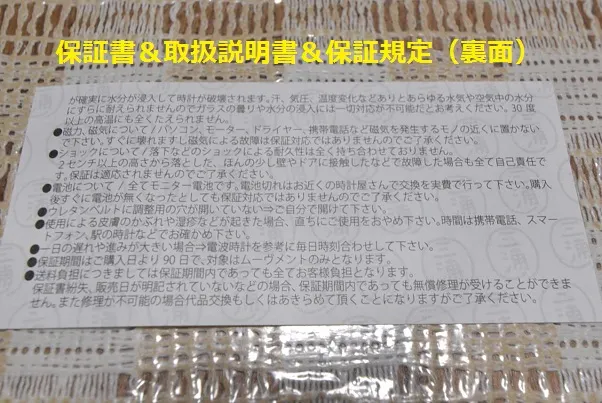 保証書＆取扱説明書＆保証規定（裏面）
が確実に水分が浸入して時計が破壊されます。汗、気圧、温度変化などありとあらゆる水気や空気中の水分
にすらに耐えられませんのでガラスの曇りや水分の浸入には一切対応が不可能だとお考えください。30度
以上の高温にも全くたえられません。
●磁力、磁気について/パソコン、モーター、ドライヤー、携帯電話など磁気を発生するモノの近くに置かない
で下さい。すぐに壊れますし磁気による故障は保証対応ではありませんのでご了承ください。
●ショックについて/落下などのショックによる耐久性は全く持ち合わせておりません。
2センチ以上の高さから落とした、ほんの少し壁やドアに接触したなどで故障した場合も全て自己責任で
す。保証は適応されませんのでご了承ください。
●電池について/全てモニター電池です。電池切れはお近くの時計屋さんで交換を実費で行って下さい。購入
後すぐに電池が無くなったとしても保証対応ではありませんのでご了承ください。
●ウレタンベルトに調整用の穴が開いていない⇒ご自分で開けて下さい。
●使用による皮膚のかぶれや湿疹などが起きた場合、直ちにご使用をおやめ下さい。時間は携帯電話、スマー
トフォン、駅の時計などでお確かめ下さい。
●一日の遅れや進みが大きい場合⇒電波時計を参考に毎日時刻合わせして下さい。
●保証期間はご購入日より90日で、対象はムーヴメントのみとなります。
●送料負担につきましては保証期間内であっても全てお客様負担となります。
保証書紛失、販売日が明記されていないなどの場合、保証期間内であっても無償修理が受けることができませ
ん。また修理が不可能の場合代品交換もしくはあきらめて頂くことになりますがご了承ください。